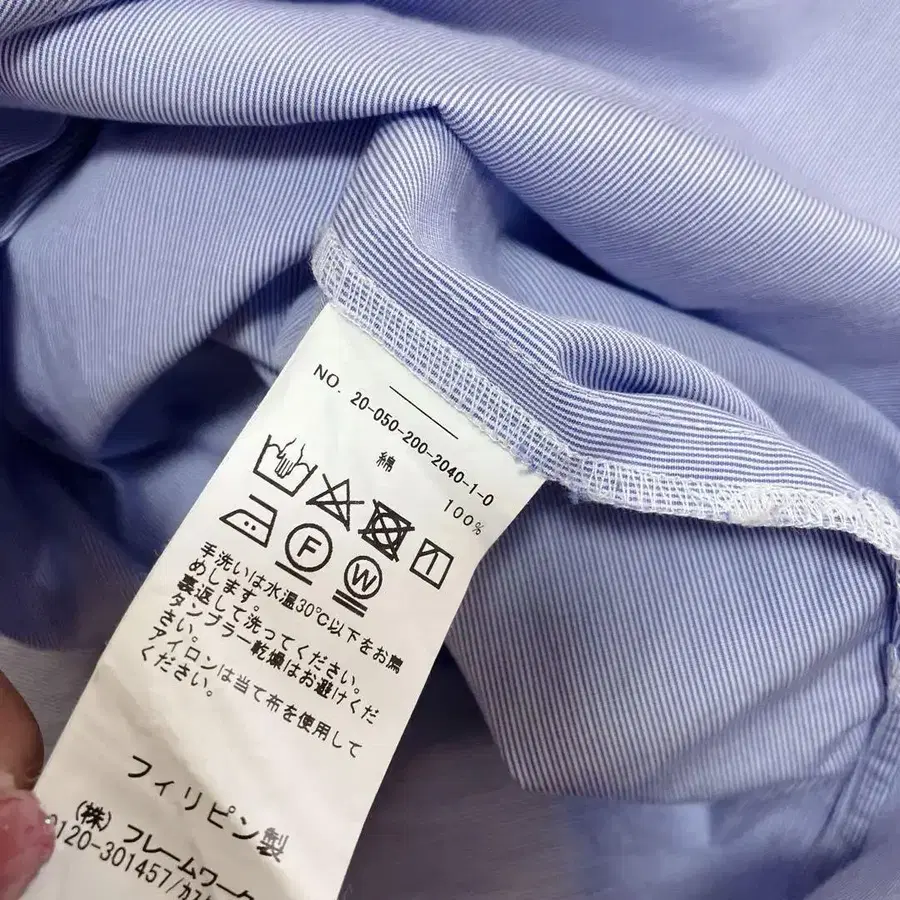 NO. 20-050-200-2040-1-0
綿 100%
F
W
手洗いは水温30℃以下をお薦
めします。
裏返して洗ってください。
タンブラー乾燥はお避けくだ
さい。
アイロンは当て布を使用して
ください。
フィリピン製
(株)フレームワーク
0120-301457/カス